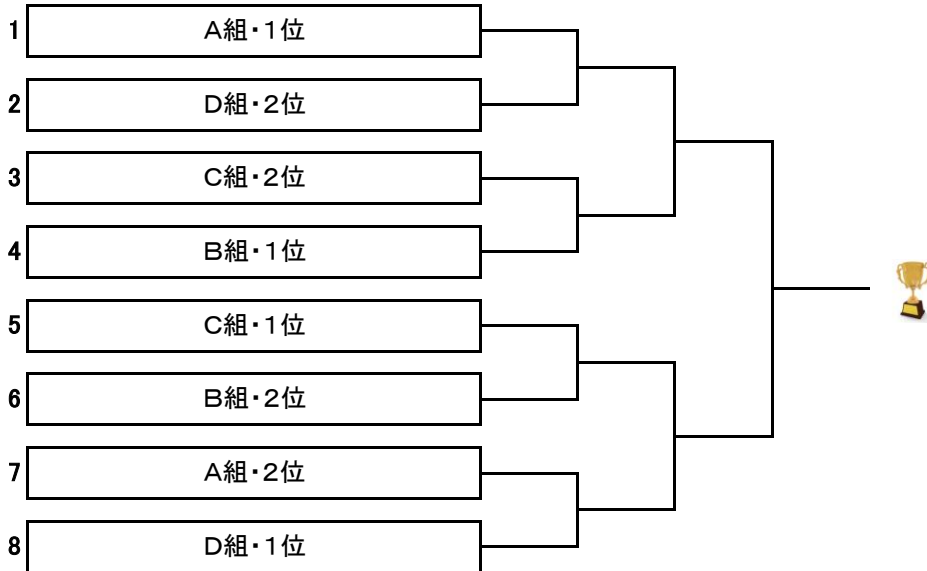 1 A組・1位
2 D組・2位
3 C組・2位
4 B組・1位
5 C組・1位
6 B組・2位
7 A組・2位
8 D組・1位